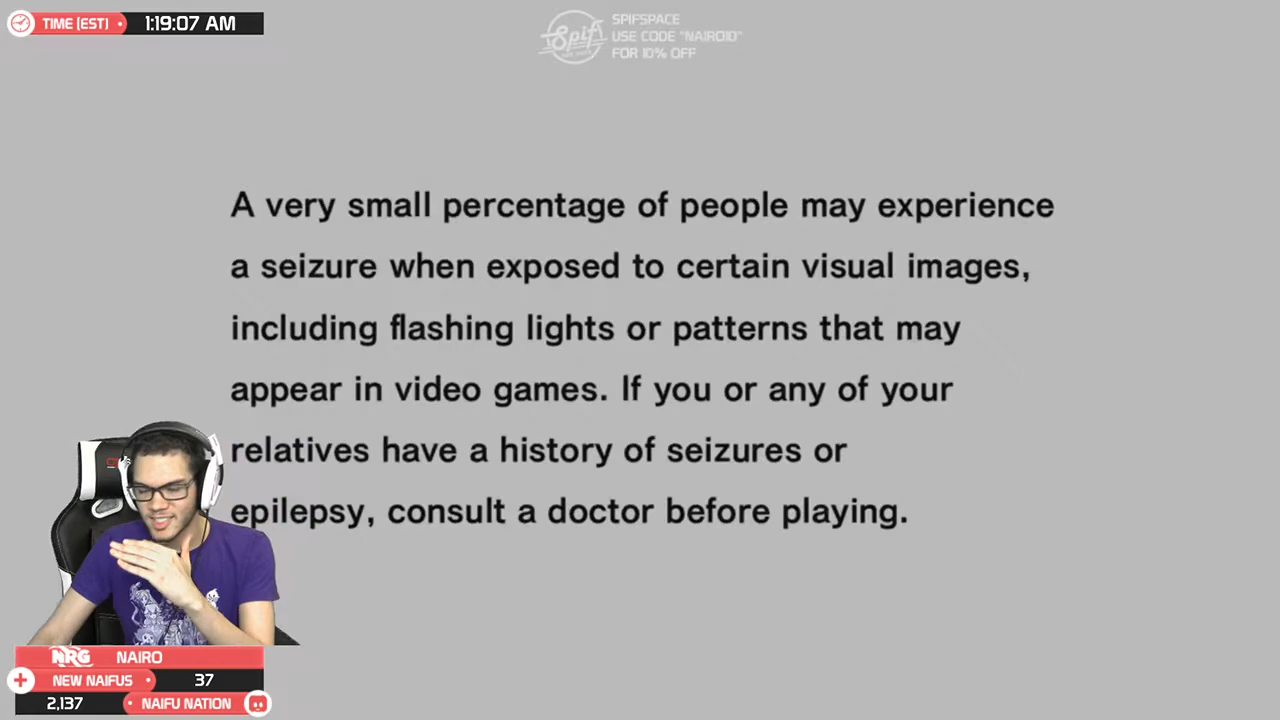 TIME (EST)
1:19:07 AM
Spif
SPIFSPACE
USE CODE "NAIROID"
FOR 10% OFF
A very small percentage of people may experience
a seizure when exposed to certain visual images,
including flashing lights or patterns that may
appear in video games. If you or any of your
relatives have a history of seizures or
epilepsy, consult a doctor before playing.
NRG NAIRO
NEW NAIFUS 37
2,137 NAIFU NATION